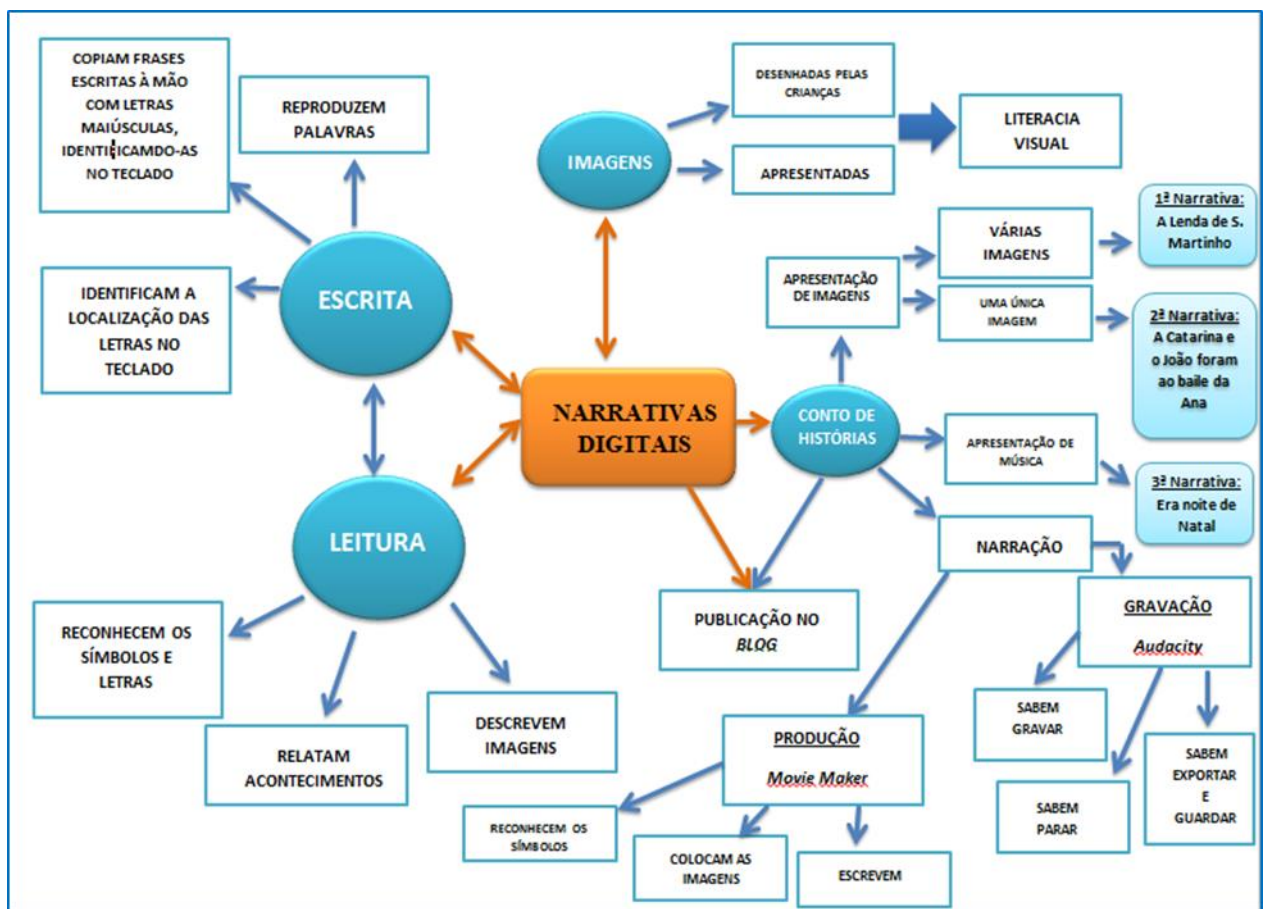 COPIAM FRASES
ESCRITAS À MÃO
COM LETRAS
MAIÚSCULAS,
IDENTIFICAMDO-AS
NO TECLADO
REPRODUZEM
PALAVRAS
IDENTIFICAM A
LOCALIZAÇÃO DAS
LETRAS NO
TECLADO
ESCRITA
IMAGENS
DESENHADAS PELAS
CRIANÇAS
APRESENTADAS
LITERACIA
VISUAL
NARRATIVAS
DIGITAIS
CONTO DE
HISTÓRIAS
APRESENTAÇÃO
DE IMAGENS
VÁRIAS
IMAGENS
UMA ÚNICA
IMAGEM
1ª Narrativa:
A Lenda de S.
Martinho
2ª Narrativa:
A Catarina e
o João foram
ao baile da
Ana
APRESENTAÇÃO DE
MÚSICA
3ª Narrativa:
Era noite de
Natal
NARRAÇÃO
PUBLICAÇÃO NO
BLOG
LEITURA
RECONHECEM OS
SÍMBOLOS E
LETRAS
RELATAM
ACONTECIMENTOS
DESCREVEM
IMAGENS
PRODUÇÃO
Movie Maker
RECONHECEM OS
SÍMBOLOS
COLOCAM AS
IMAGENS
ESCREVEM
GRAVAÇÃO
Audacity
SABEM
GRAVAR
SABEM
PARAR
SABEM
EXPORTAR
E
GUARDAR